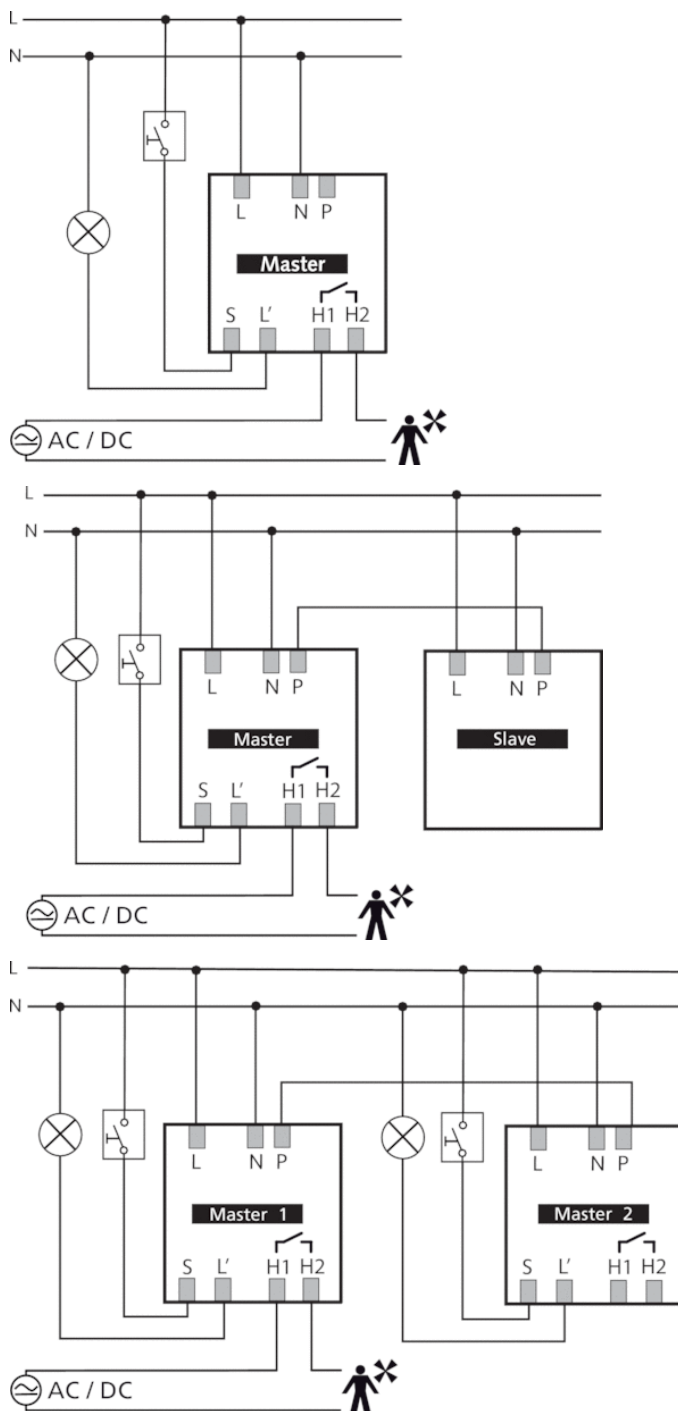 L
N
L N P
Master
S L' H1 H2
AC / DC
L
N
L N P L N P
Master Slave
S L' H1 H2
AC / DC
L
N
L N P L N P
Master 1 Master 2
S L' H1 H2 S L' H1 H2
AC / DC